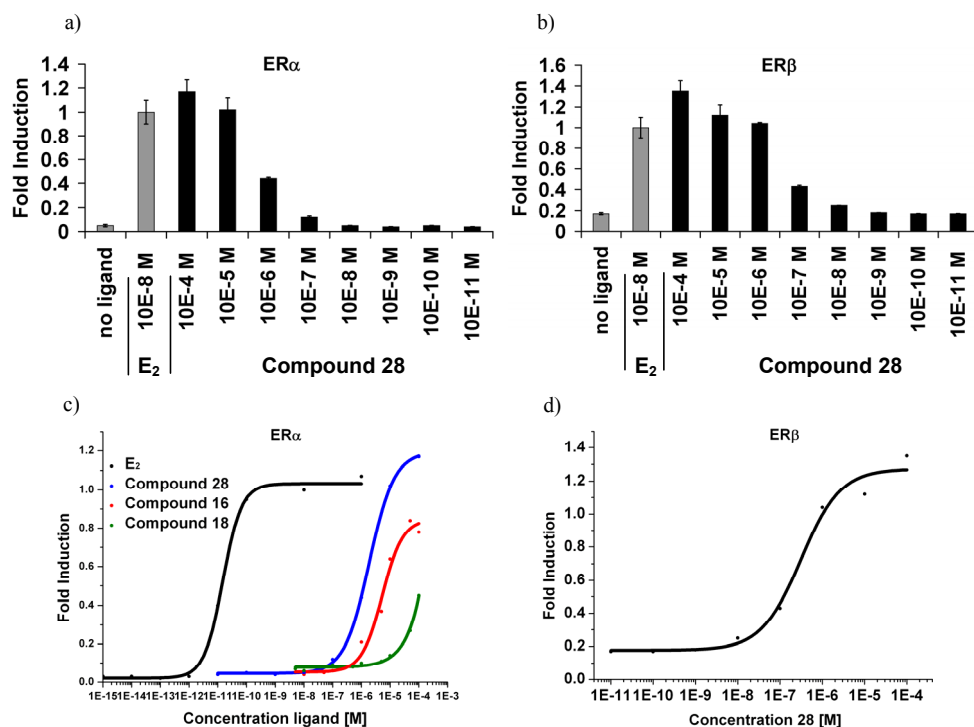 a)
ERα
Fold Induction
1.4
1.2
1
0.8
0.6
0.4
0.2
0
no ligand
10E-8 M
10E-4 M
10E-5 M
10E-6 M
10E-7 M
10E-8 M
10E-9 M
10E-10 M
10E-11 M
E2
Compound 28
b)
ERβ
Fold Induction
1.6
1.4
1.2
1
0.8
0.6
0.4
0.2
0
no ligand
10E-8 M
10E-4 M
10E-5 M
10E-6 M
10E-7 M
10E-8 M
10E-9 M
10E-10 M
10E-11 M
E2
Compound 28
c)
ERα
E2
Compound 28
Compound 16
Compound 18
Fold Induction
1.2
1.0
0.8
0.6
0.4
0.2
0.0
1E-151E-141E-131E-121E-111E-10 1E-9 1E-8 1E-7 1E-6 1E-5 1E-4 1E-3
Concentration ligand [M]
d)
ERβ
Fold Induction
1.4
1.2
1.0
0.8
0.6
0.4
0.2
0.0
1E-11 1E-10 1E-9 1E-8 1E-7 1E-6 1E-5 1E-4
Concentration 28 [M]